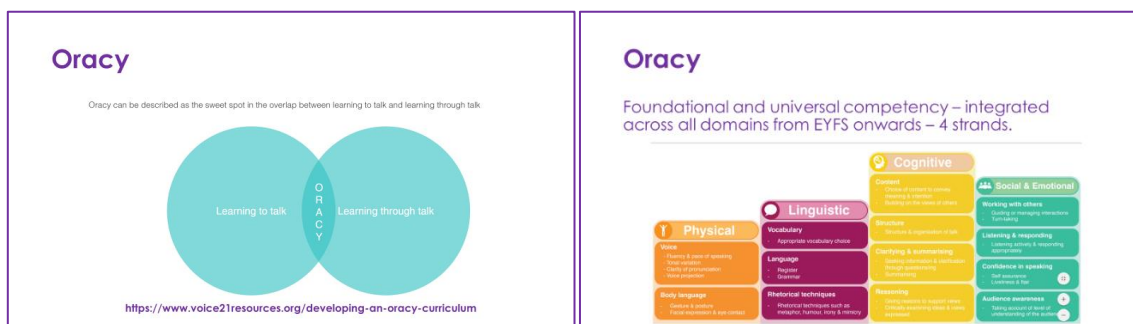 Oracy
Oracy can be described as the sweet spot in the overlap between learning to talk and learning through talk
Learning to talk
ORACY
Learning through talk
https://www.voice21resources.org/developing-an-oracy-curriculum
Oracy
Foundational and universal competency – integrated
across all domains from EYFS onwards – 4 strands.
Physical
Voice
- Fluency & pace of speaking
- Tonal variation
- Clarity of pronunciation
- Voice projection
Body language
- Gesture & posture
- Facial expression & eye contact
Linguistic
Vocabulary
- Appropriate vocabulary choice
Language
- Register
- Grammar
Rhetorical techniques
- Rhetorical techniques such as
metaphor, humour, irony & mimicry
Cognitive
Content
- Choice of content to convey
meaning & intention
- Building on the views of others
Structure
- Structure & organisation of talk
Clarifying & summarising
- Seeking information & clarification
through questioning
- Summarising
Reasoning
- Giving reasons to support views
- Critically examining ideas & views
expressed
Social & Emotional
Working with others
- Guiding or managing interactions
- Turn-taking
Listening & responding
- Listening actively & responding
appropriately
Confidence in speaking
- Self assurance
- Liveliness & flair
Audience awareness
- Taking account of level of
understanding of the